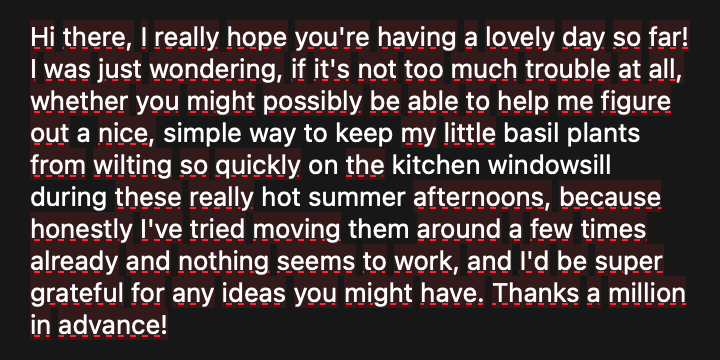 Hi there, I really hope you're having a lovely day so far!
I was just wondering, if it's not too much trouble at all,
whether you might possibly be able to help me figure
out a nice, simple way to keep my little basil plants
from wilting so quickly on the kitchen windowsill
during these really hot summer afternoons, because
honestly I've tried moving them around a few times
already and nothing seems to work, and I'd be super
grateful for any ideas you might have. Thanks a million
in advance!